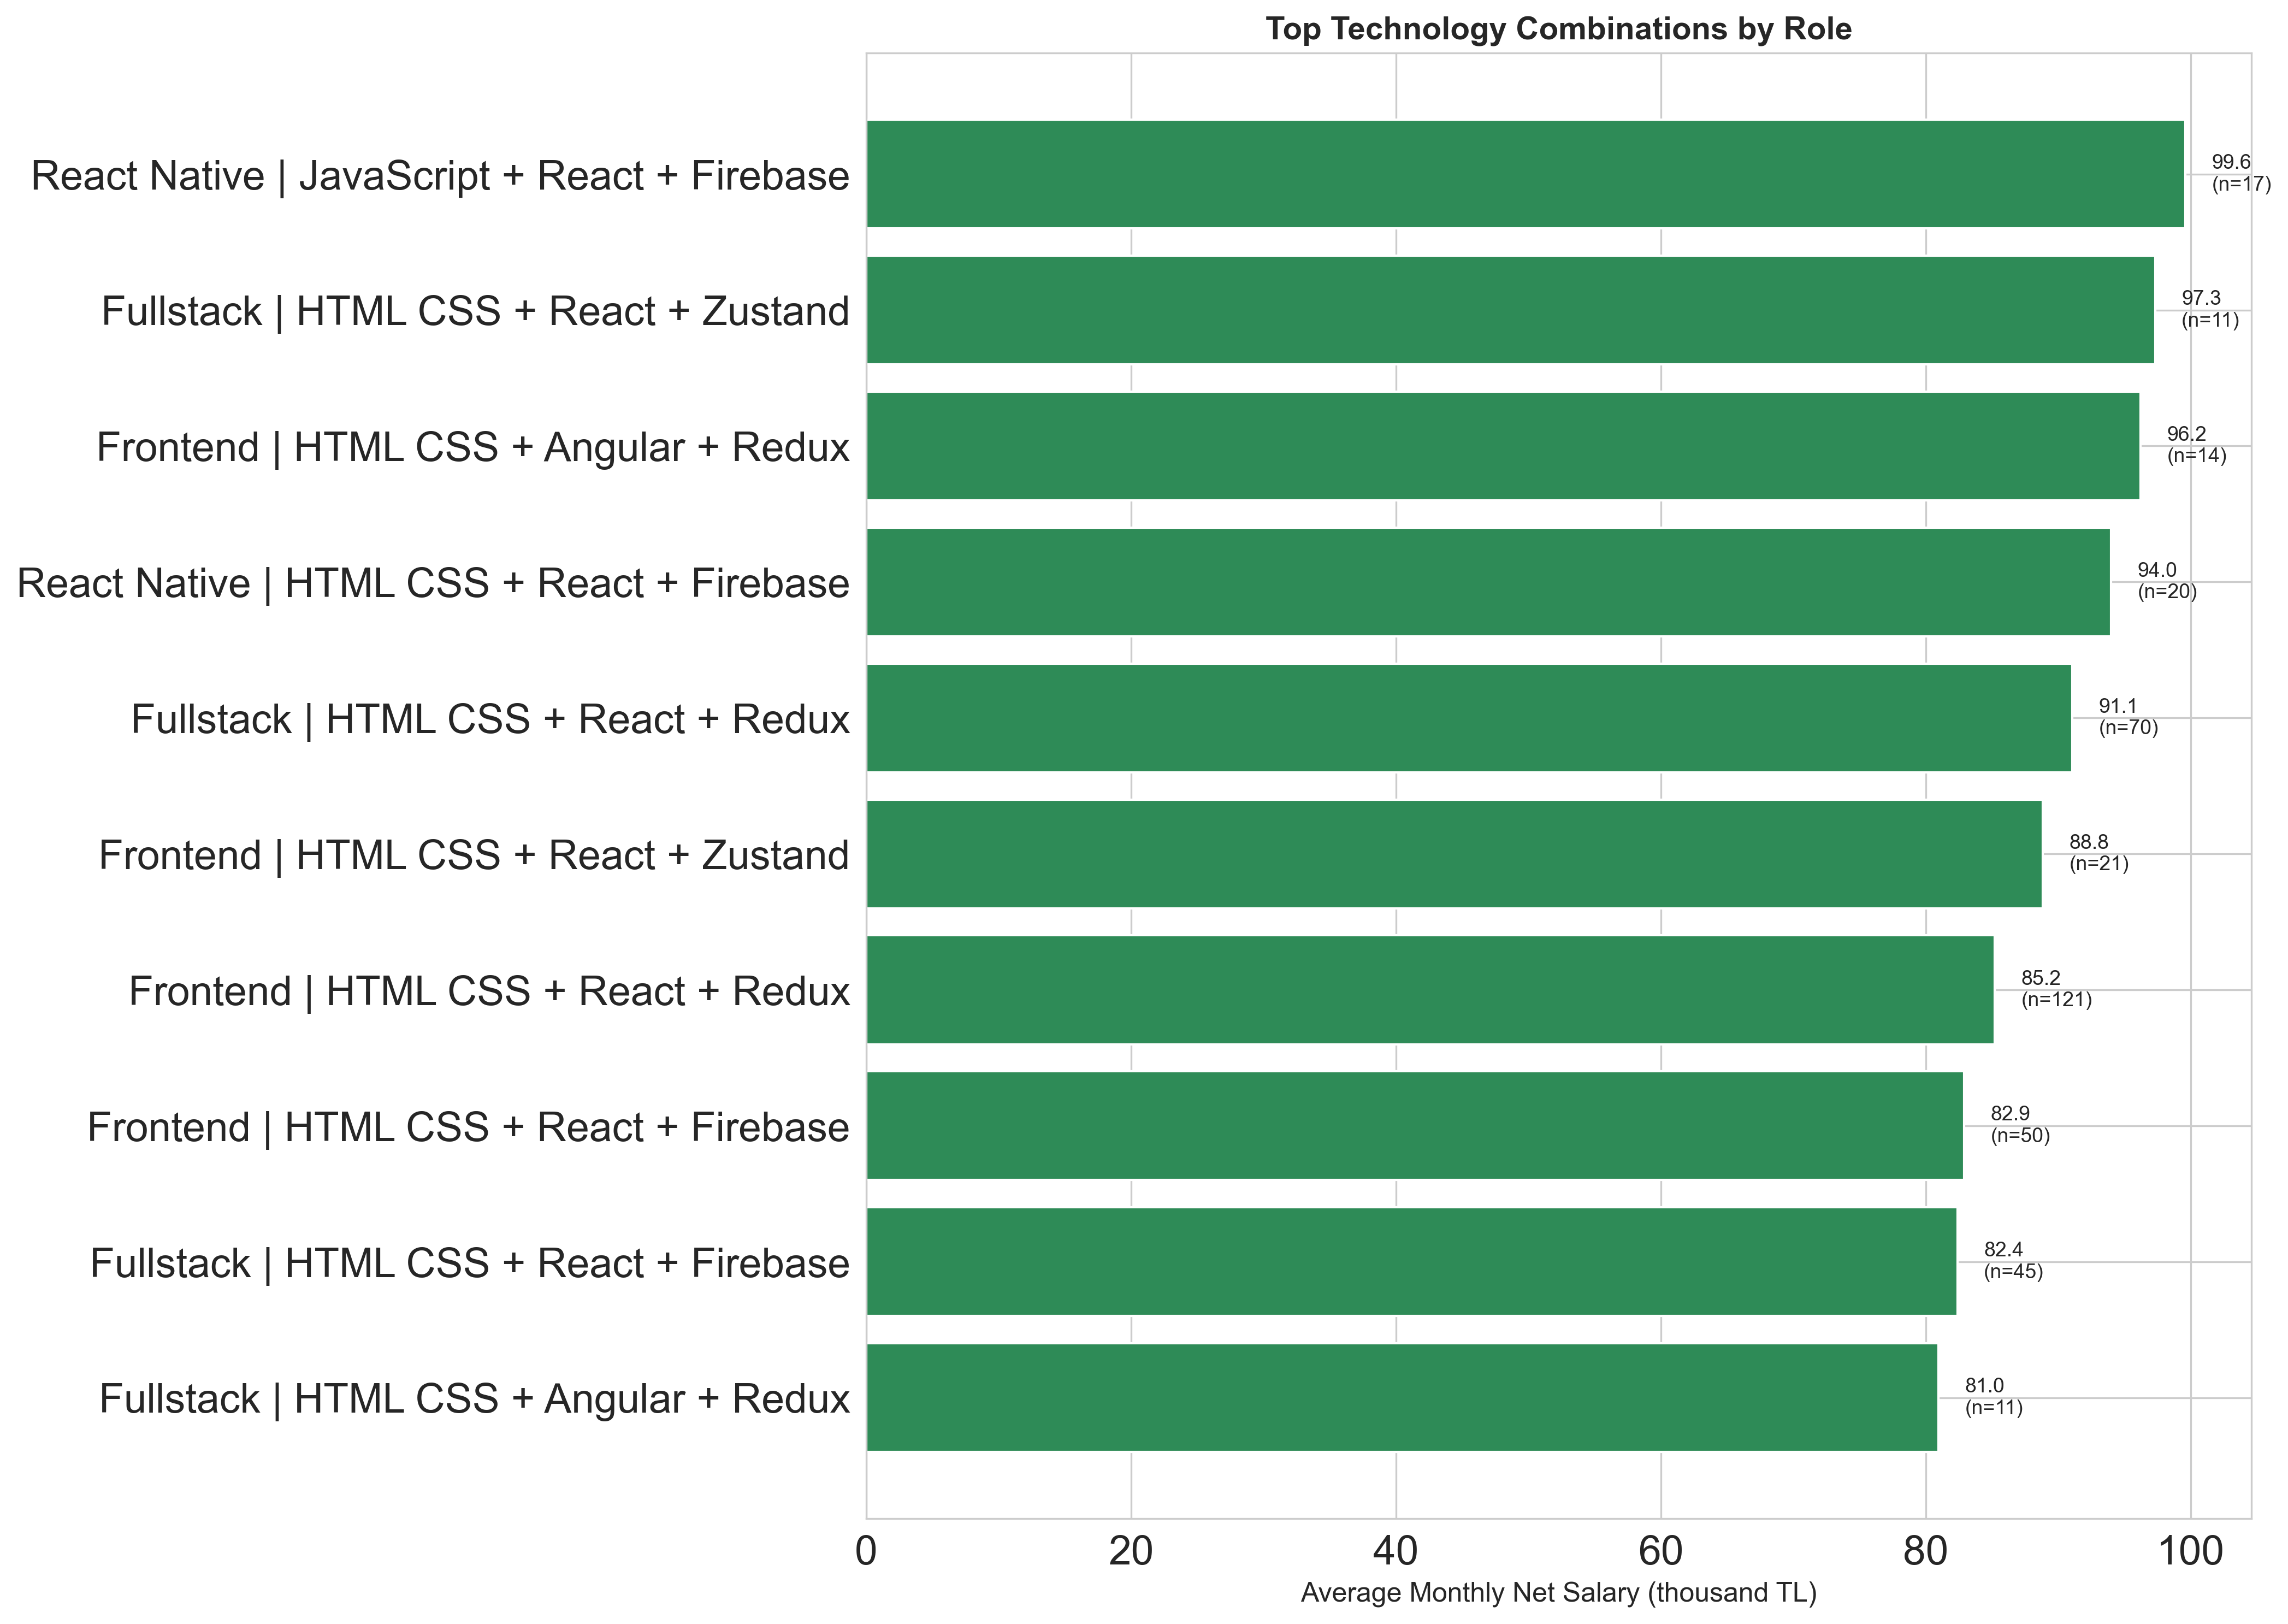 Top Technology Combinations by Role
React Native | JavaScript + React + Firebase
99.6
(n=17)
Fullstack | HTML CSS + React + Zustand
97.3
(n=11)
Frontend | HTML CSS + Angular + Redux
96.2
(n=14)
React Native | HTML CSS + React + Firebase
94.0
(n=20)
Fullstack | HTML CSS + React + Redux
91.1
(n=70)
Frontend | HTML CSS + React + Zustand
88.8
(n=21)
Frontend | HTML CSS + React + Redux
85.2
(n=121)
Frontend | HTML CSS + React + Firebase
82.9
(n=50)
Fullstack | HTML CSS + React + Firebase
82.4
(n=45)
Fullstack | HTML CSS + Angular + Redux
81.0
(n=11)
0 20 40 60 80 100
Average Monthly Net Salary (thousand TL)